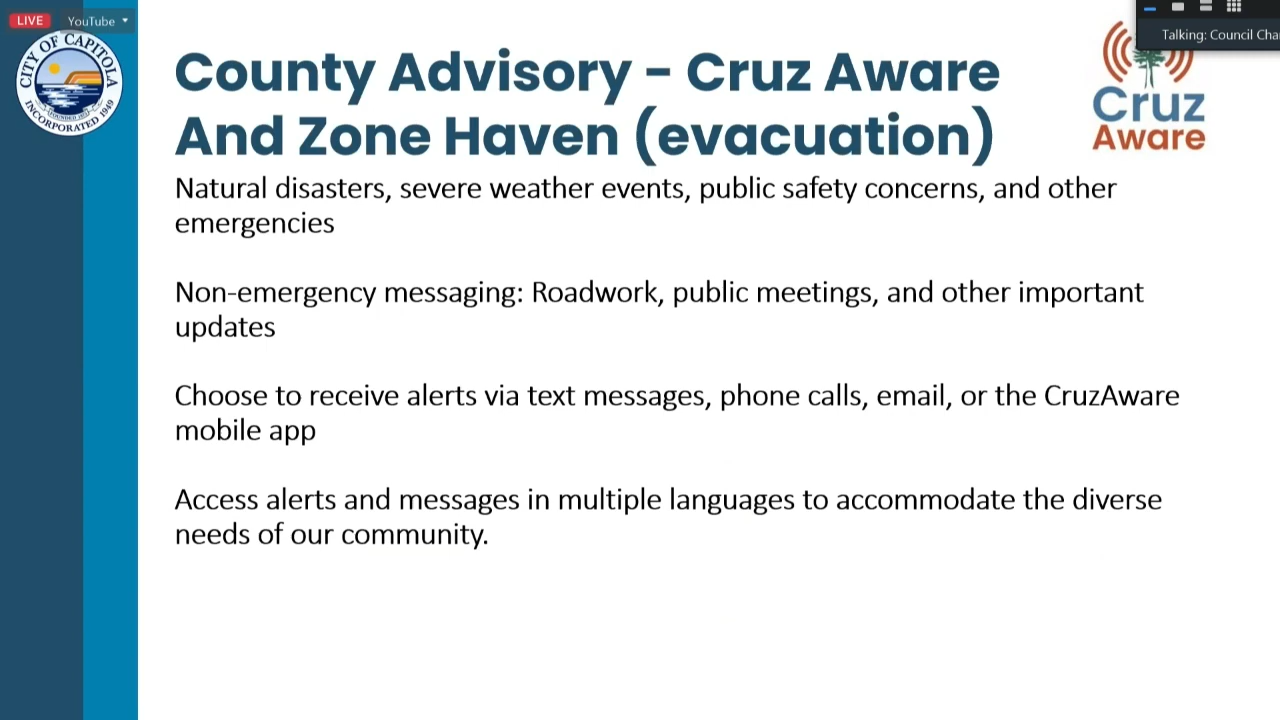 LIVE YouTube
Talking: Council Cha
CITY OF CAPITOLA
FOUNDED 1857
INCORPORATED 1949
County Advisory - Cruz Aware
And Zone Haven (evacuation)
Cruz
Aware
Natural disasters, severe weather events, public safety concerns, and other
emergencies
Non-emergency messaging: Roadwork, public meetings, and other important
updates
Choose to receive alerts via text messages, phone calls, email, or the CruzAware
mobile app
Access alerts and messages in multiple languages to accommodate the diverse
needs of our community.